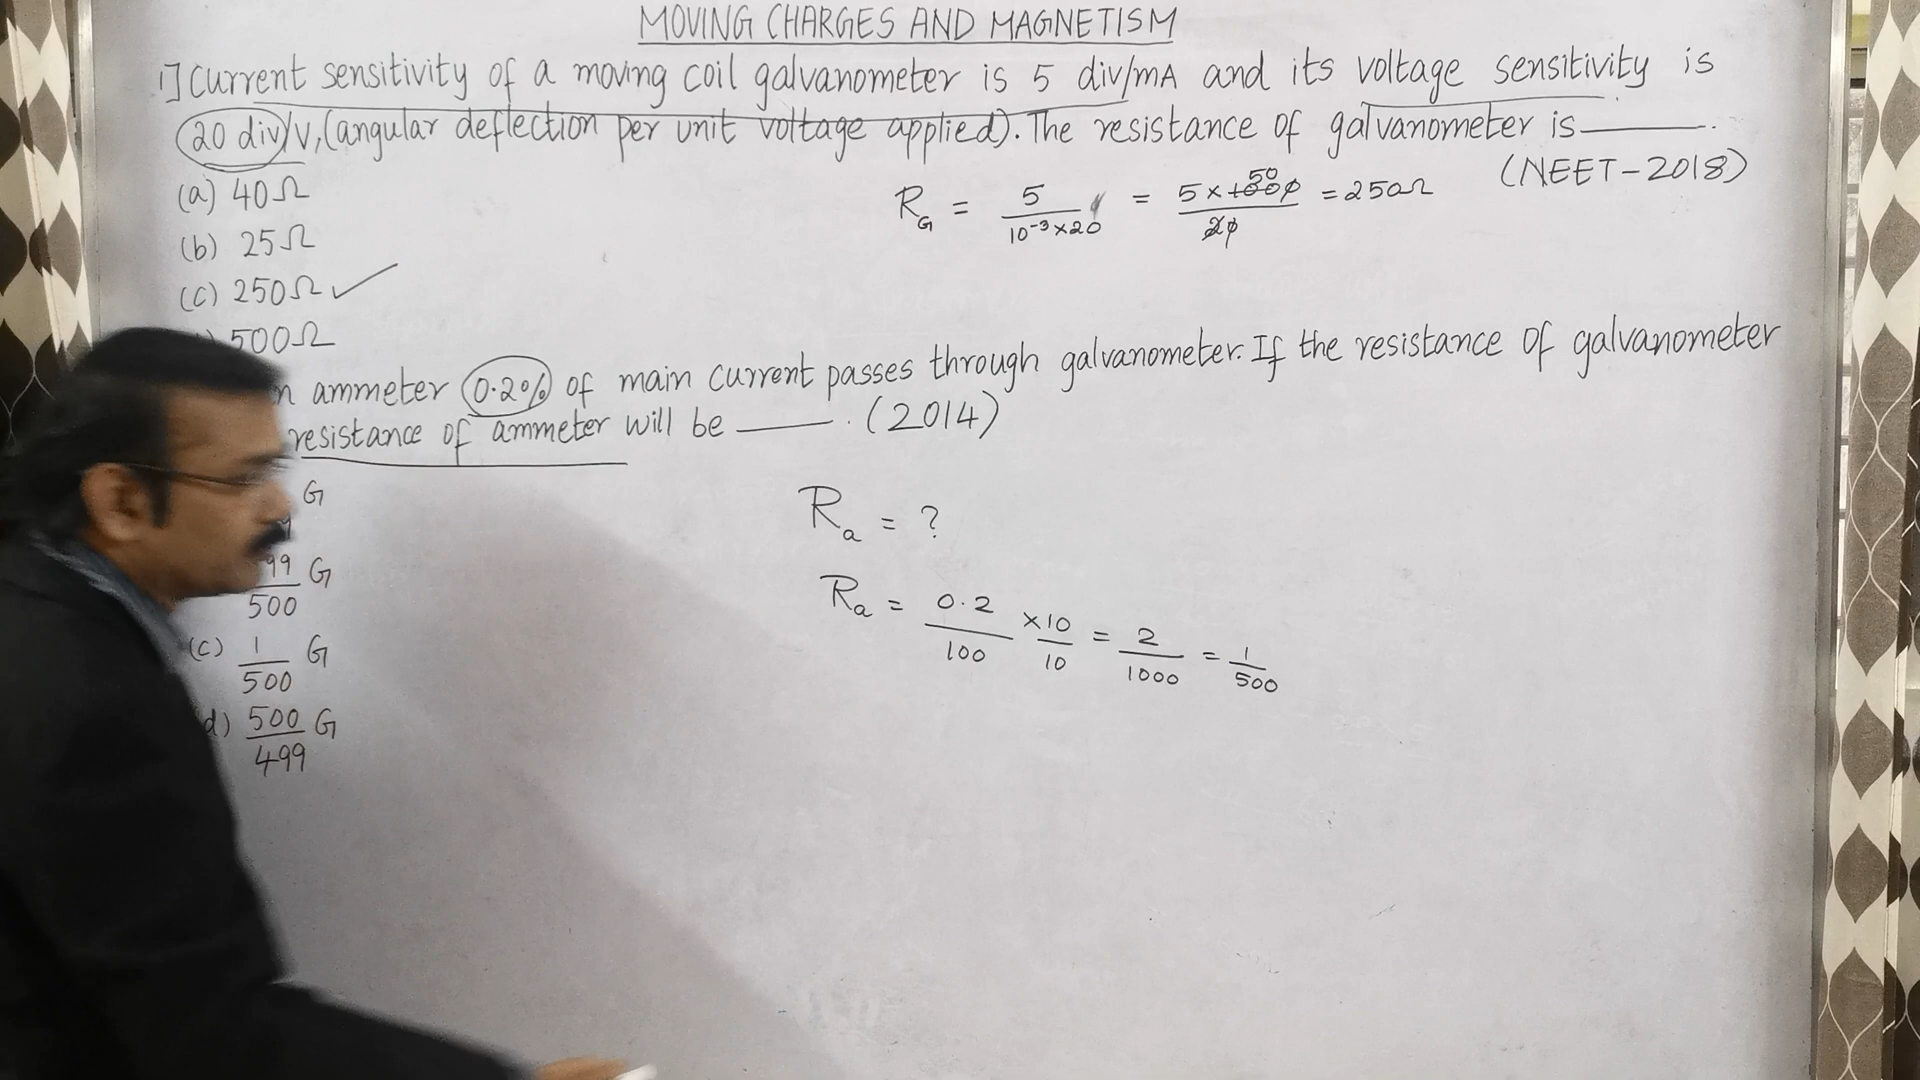 MOVING CHARGES AND MAGNETISM
1] Current sensitivity of a moving coil galvanometer is 5 div/mA and its voltage sensitivity is
20 div/V, (angular deflection per unit voltage applied). The resistance of galvanometer is ______.
(NEET-2018)
(a) 40Ω
(b) 25Ω
(c) 250Ω ✓
500Ω
R_G = 5 / 10⁻³×20 = 5×1000 50 / 20 = 250Ω
ammeter 0.2% of main current passes through galvanometer. If the resistance of galvanometer
resistance of ammeter will be ______. (2014)
G
99/500 G
(c) 1/500 G
d) 500/499 G
R_a = ?
R_a = 0.2/100 ×10/10 = 2/1000 = 1/500